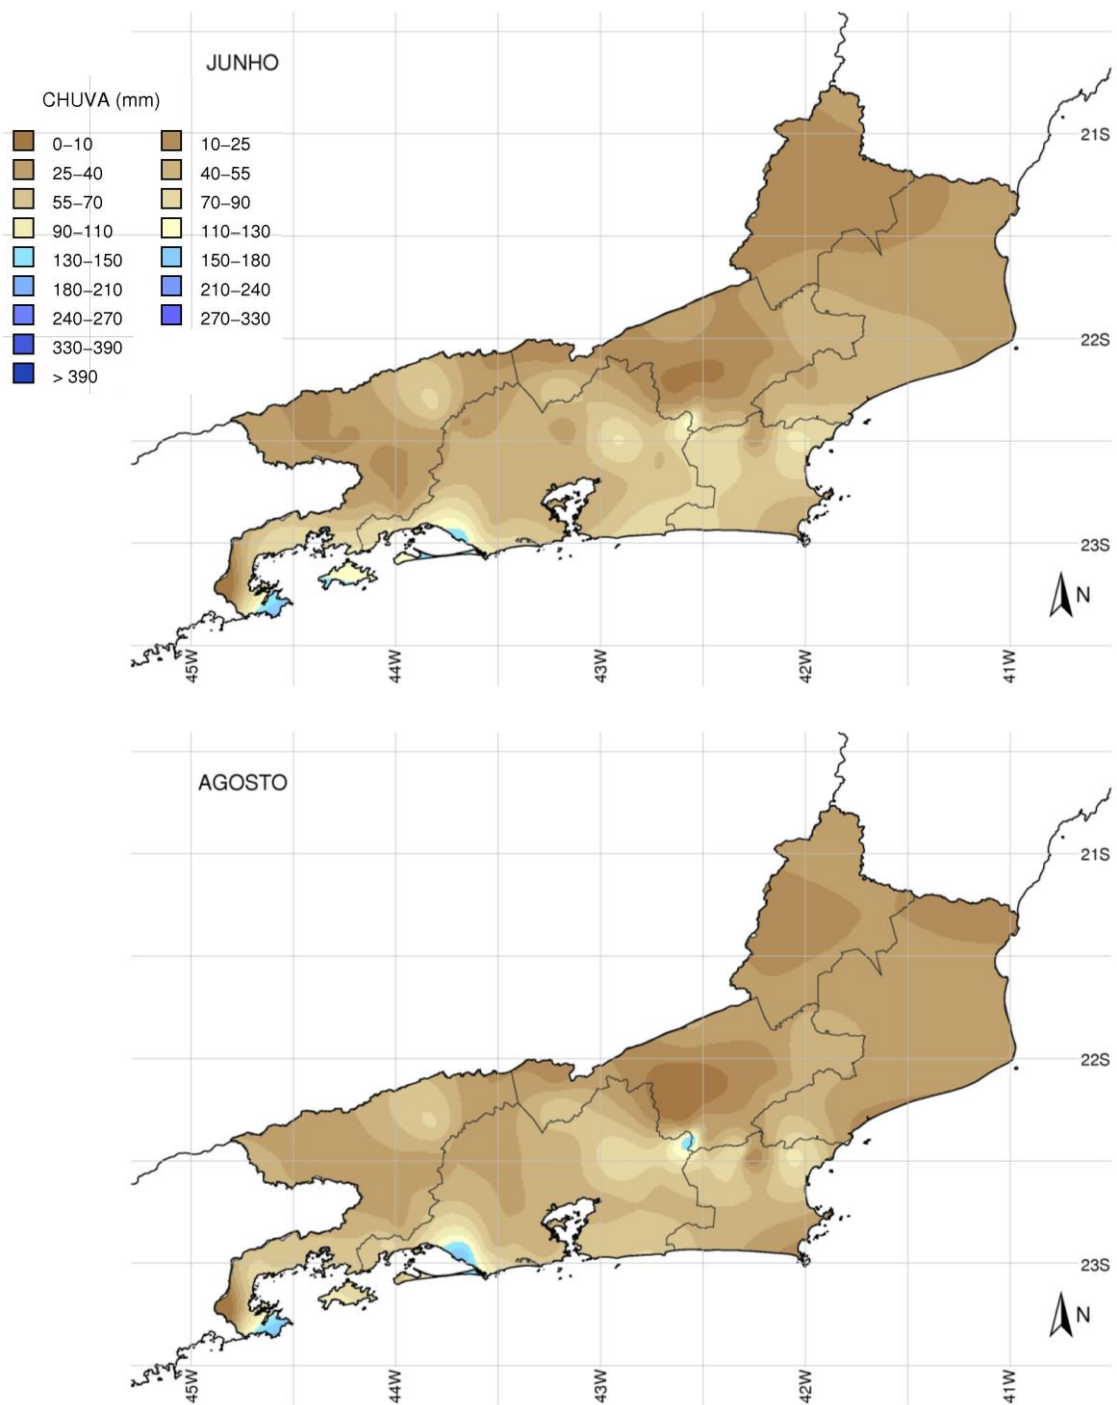 JUNHO
CHUVA (mm)
0–10 10–25
25–40 40–55
55–70 70–90
90–110 110–130
130–150 150–180
180–210 210–240
240–270 270–330
330–390
> 390
21S
22S
23S
N
45W 44W 43W 42W 41W
AGOSTO
21S
22S
23S
N
45W 44W 43W 42W 41W